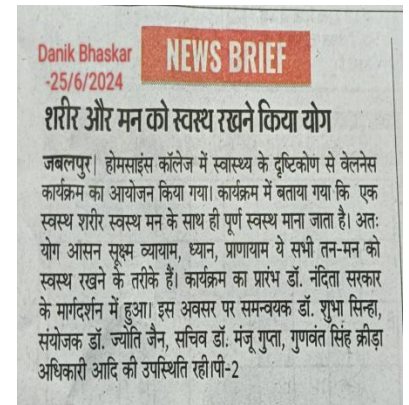 Danik Bhaskar
-25/6/2024
NEWS BRIEF
शरीर और मन को स्वस्थ रखने किया योग
जबलपुर| होमसाइंस कॉलेज में स्वास्थ्य के दृष्टिकोण से वेलनेस
कार्यक्रम का आयोजन किया गया। कार्यक्रम में बताया गया कि एक
स्वस्थ शरीर स्वस्थ मन के साथ ही पूर्ण स्वस्थ माना जाता है। अतः
योग आसन सूक्ष्म व्यायाम, ध्यान, प्राणायाम ये सभी तन-मन को
स्वस्थ रखने के तरीके हैं। कार्यक्रम का प्रारंभ डॉ. नंदिता सरकार
के मार्गदर्शन में हुआ। इस अवसर पर समन्वयक डॉ. शुभा सिन्हा,
संयोजक डॉ. ज्योति जैन, सचिव डॉ. मंजू गुप्ता, गुणवंत सिंह क्रीड़ा
अधिकारी आदि की उपस्थिति रही।पी-2